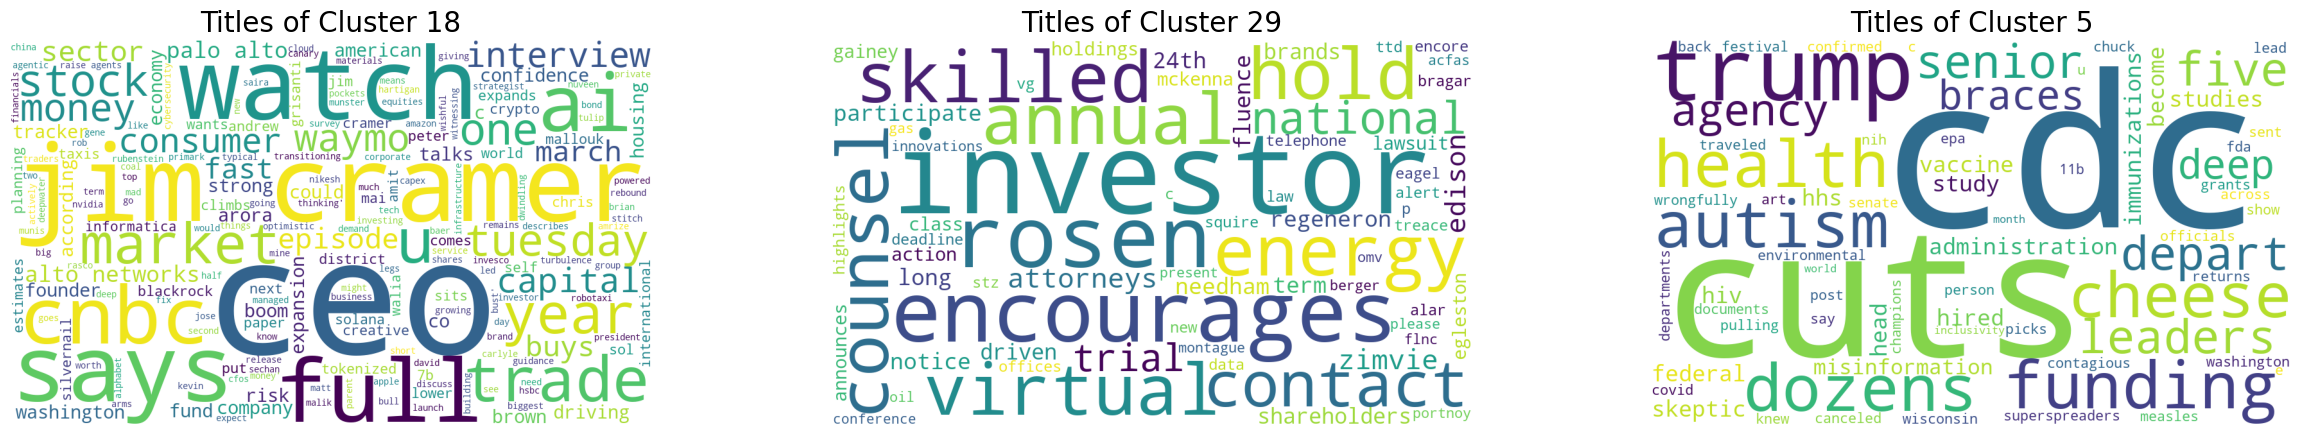 Titles of Cluster 18
china
sector
cloud
canary
palo alto
american
giving
interview
agentic
raise agents
materials
stock
watch
confidence
private
economy
cybersecurity
saira
new
grisanti
jim
pockets
munster
means
hartigan
equities
strategist
nuveen
ai
financials
money
wants
andrew
survey
expands
crypto
wishful
witnessing
bond
tulip
housing
tracker
gene
like
rob
consumer
waymo
c
cramer
peter
amazon
one
mallouk
march
planning
taxis
rubenstein
primark
typical
transitioning
corporate
talks
world
two
traders
coal
top
fast
according
term
mad
go
nvidia
actively
deepwater
strong
could
nikesh
thinking'
much
mai
amit
capex
infrastructure
dwindling
chris
powered
rebound
brian
stitch
jim cramer
climbs
going
tech
investing
arora
would
optimistic
demand
baer
remains
describes
amrize
munis
informatica
things
big
market
episode
u
comes
service
tuesday
rasco
half
mine
district
legs
shares
invesco
turbulence
group
estimates
alto networks
deep
fix
expansion
might
business
walia
self
led
investor
bust'
capital
robotaxi
international
founder
blackrock
next
managed
boom
sits
growing
co
goes
cnbc
jose
second
paper
know
solana
creative
ceo
day
brand
year
president
silvernail
release
sechan
short
david
carlyle
guidance
buys
sol
says
worth
alphabet
put
cfos
money
risk
tokenized
7b
discuss
lower
launch
see
need
hsbc
biggest
trade
arms
kevin
matt
malik
parent
apple
bull
building
full
washington
fund
company
expect
brown
driving
Titles of Cluster 29
gainey
holdings
24th
brands
ttd
encore
acfas
skilled
vg
mckenna
fluence
hold
bragar
participate
gas
innovations
annual
national
telephone
lawsuit
edison
counsel
investor
c
law
eagel
alert
p
treace
highlights
class
deadline
action
rosen
squire
regeneron
energy
long
stz
attorneys
present
needham
term
omv
berger
encourages
announces
alar
please
flnc
egleston
notice
driven
offices
new
trial
montague
data
zimvie
oil
conference
virtual
contact
shareholders
portnoy
Titles of Cluster 5
back festival
confirmed
c
senior
chuck
u
lead
trump
agency
braces
immunizations
become
five
studies
sent
traveled
health
nih
epa
vaccine
study
11b
cdc
fda
deep
grants
across
show
wrongfully
art
hhs
senate
month
autism
administration
officials
depart
departments
environmental
world
returns
hiv
documents
pulling
post
say
person
head
champions
hired
inclusivity
picks
cheese
leaders
cuts
federal
covid
skeptic
dozens
misinformation
contagious
washington
e
funding
knew
canceled
wisconsin
superspreaders
measles